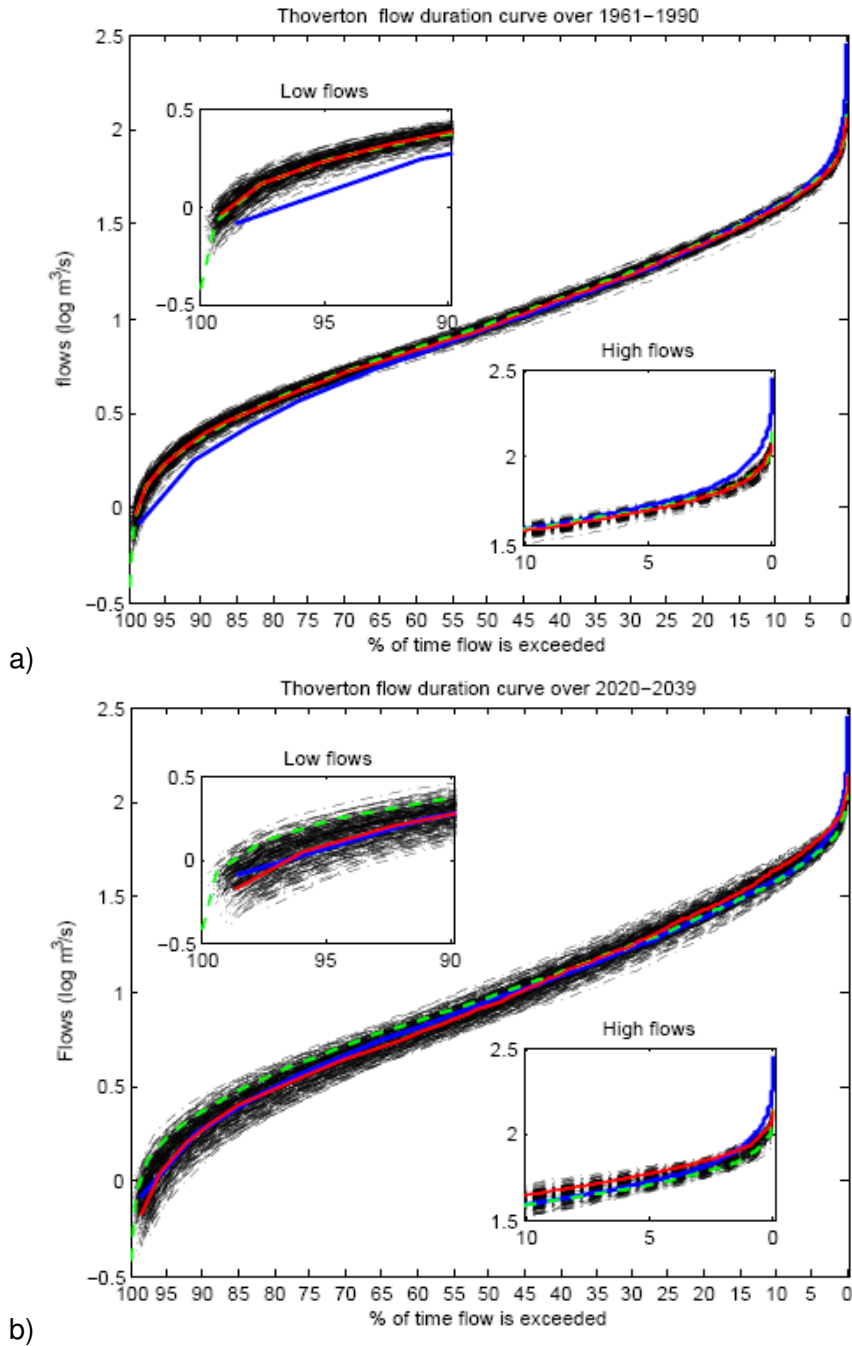 Thoverton flow duration curve over 1961−1990
2.5
2
1.5
1
0.5
0
−0.5
flows (log m³/s)
Low flows
0.5
0
−0.5
100 95 90
High flows
2.5
2
1.5
10 5 0
100 95 90 85 80 75 70 65 60 55 50 45 40 35 30 25 20 15 10 5 0
% of time flow is exceeded
a)
Thoverton flow duration curve over 2020−2039
2.5
2
1.5
1
0.5
0
−0.5
Flows (log m³/s)
Low flows
0.5
0
−0.5
100 95 90
High flows
2.5
2
1.5
10 5 0
100 95 90 85 80 75 70 65 60 55 50 45 40 35 30 25 20 15 10 5 0
% of time flow is exceeded
b)